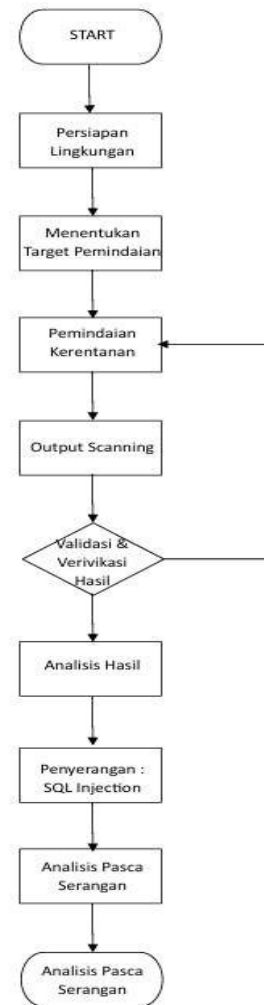 START
Persiapan
Lingkungan
Menentukan
Target Pemindaian
Pemindaian
Kerentanan
Output Scanning
Validasi &
Verivikasi
Hasil
Analisis Hasil
Penyerangan :
SQL Injection
Analisis Pasca
Serangan
Analisis Pasca
Serangan